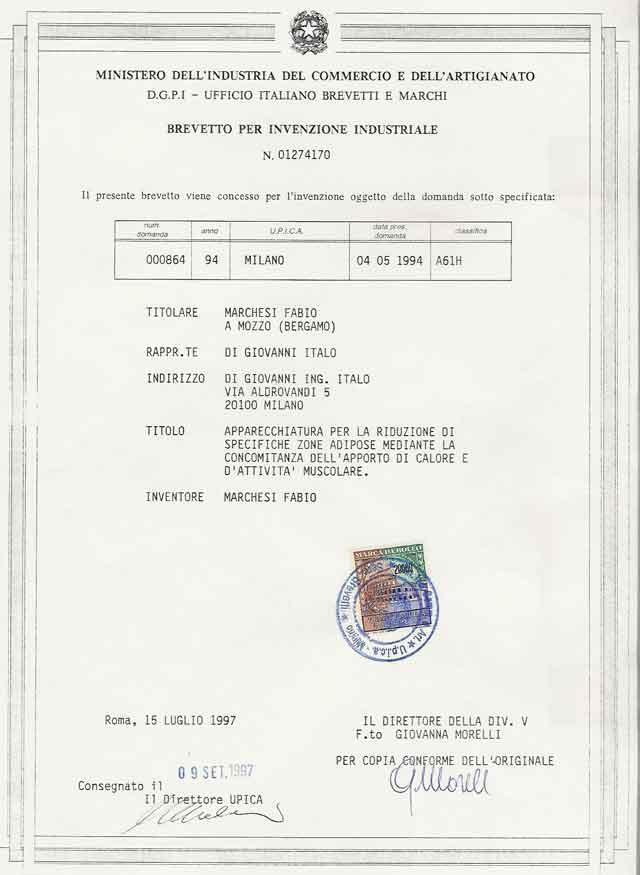 MINISTERO DELL'INDUSTRIA DEL COMMERCIO E DELL'ARTIGIANATO
D.G.P.I – UFFICIO ITALIANO BREVETTI E MARCHI
BREVETTO PER INVENZIONE INDUSTRIALE
N. 01274170
Il presente brevetto viene concesso per l'invenzione oggetto della domanda sotto specificata:
num. domanda anno U.P.I.C.A. data pres. domanda classifica
000864 94 MILANO 04 05 1994 A61H
TITOLARE MARCHESI FABIO
A MOZZO (BERGAMO)
RAPPR.TE DI GIOVANNI ITALO
INDIRIZZO DI GIOVANNI ING. ITALO
VIA ALDROVANDI 5
20100 MILANO
TITOLO APPARECCHIATURA PER LA RIDUZIONE DI
SPECIFICHE ZONE ADIPOSE MEDIANTE LA
CONCOMITANZA DELL'APPORTO DI CALORE E
D'ATTIVITA' MUSCOLARE.
INVENTORE MARCHESI FABIO
MARCA DA BOLLO
Art. * U.p.i.c.a. - Milano *
Roma, 15 LUGLIO 1997
IL DIRETTORE DELLA DIV. V
F.to GIOVANNA MORELLI
PER COPIA CONFORME DELL'ORIGINALE
GMorelli
09 SET. 1997
Consegnato il
Il Direttore UPICA